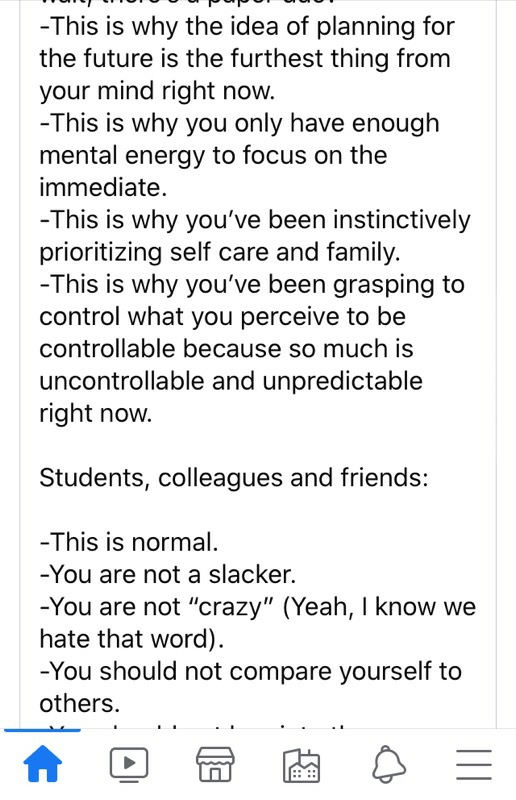 wait, there's a paper due?
-This is why the idea of planning for
the future is the furthest thing from
your mind right now.
-This is why you only have enough
mental energy to focus on the
immediate.
-This is why you’ve been instinctively
prioritizing self care and family.
-This is why you’ve been grasping to
control what you perceive to be
controllable because so much is
uncontrollable and unpredictable
right now.
Students, colleagues and friends:
-This is normal.
-You are not a slacker.
-You are not “crazy” (Yeah, I know we
hate that word).
-You should not compare yourself to
others.